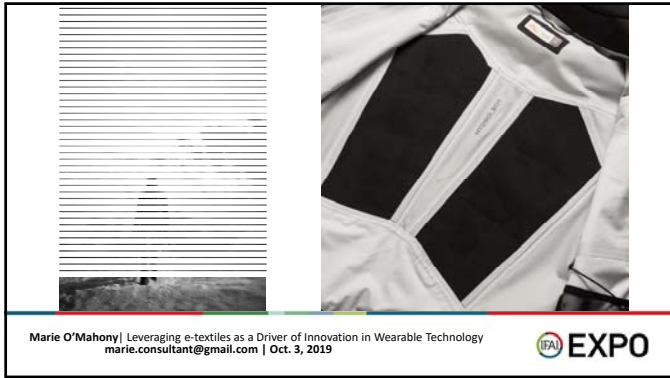 Marie O’Mahony| Leveraging e-textiles as a Driver of Innovation in Wearable Technology
marie.consultant@gmail.com | Oct. 3, 2019
IFAI EXPO